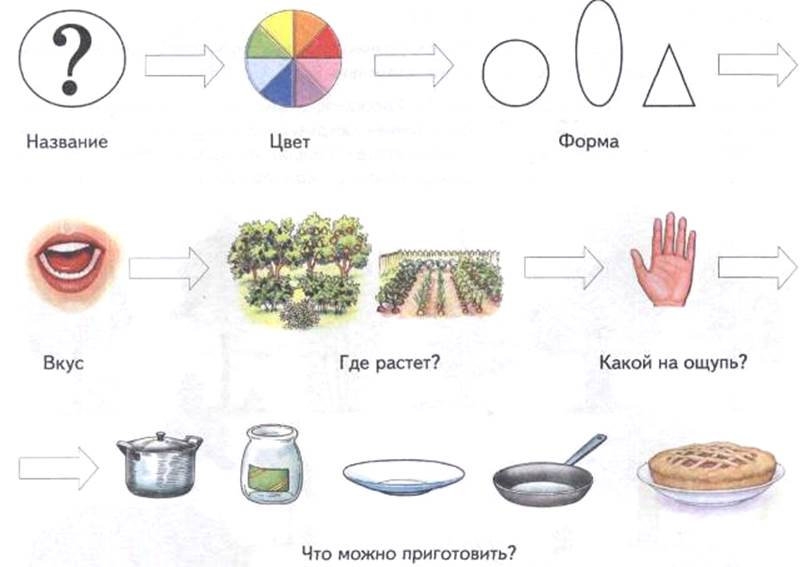 Название
Цвет
Форма
Вкус
Где растет?
Какой на ощупь?
Что можно приготовить?